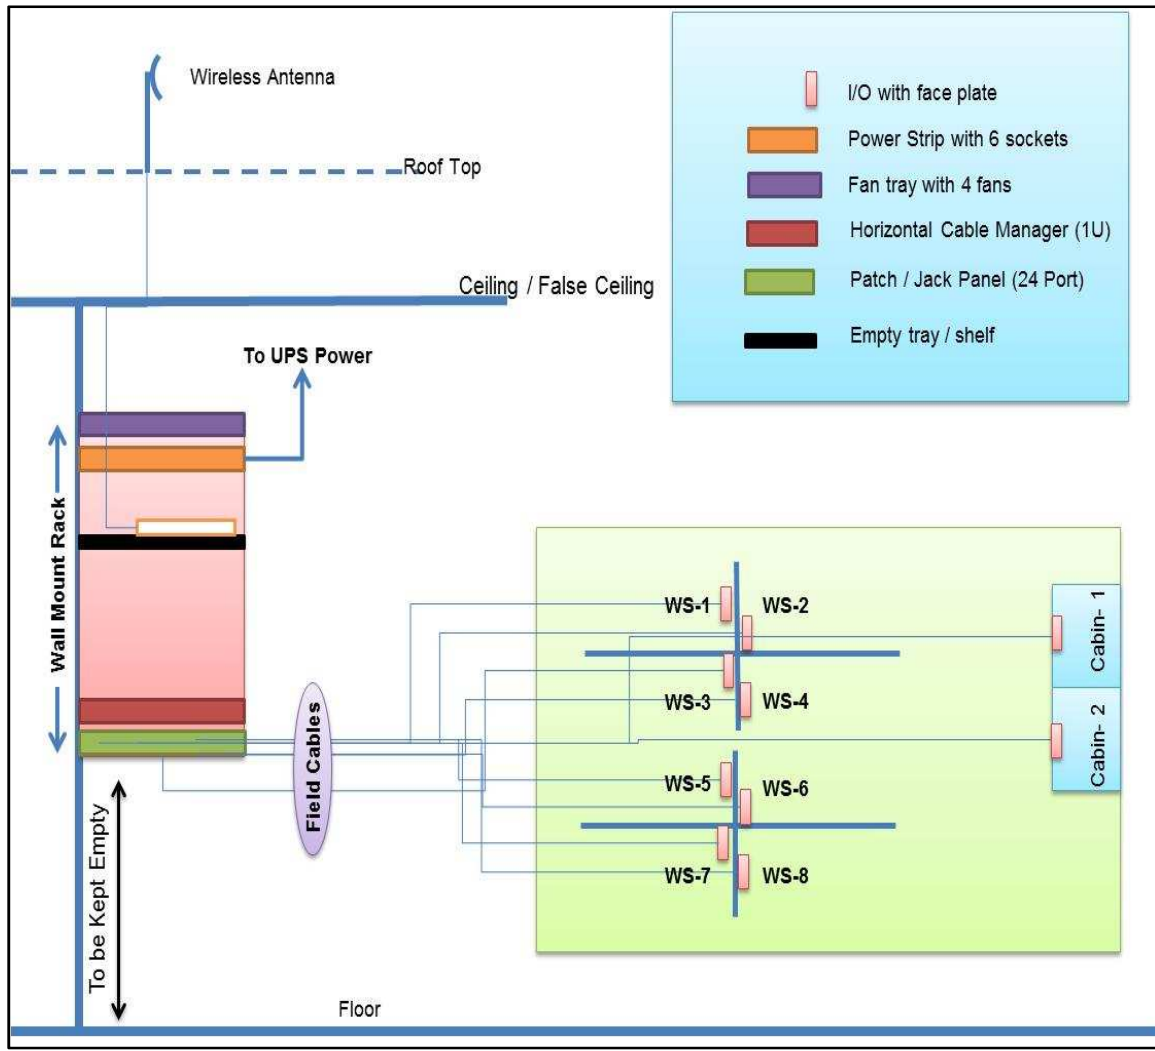 Wireless Antenna
Roof Top
Ceiling / False Ceiling
To UPS Power
I/O with face plate
Power Strip with 6 sockets
Fan tray with 4 fans
Horizontal Cable Manager (1U)
Patch / Jack Panel (24 Port)
Empty tray / shelf
Wall Mount Rack
Field Cables
To be Kept Empty
WS-1
WS-2
WS-3
WS-4
WS-5
WS-6
WS-7
WS-8
Cabin- 1
Cabin- 2
Floor